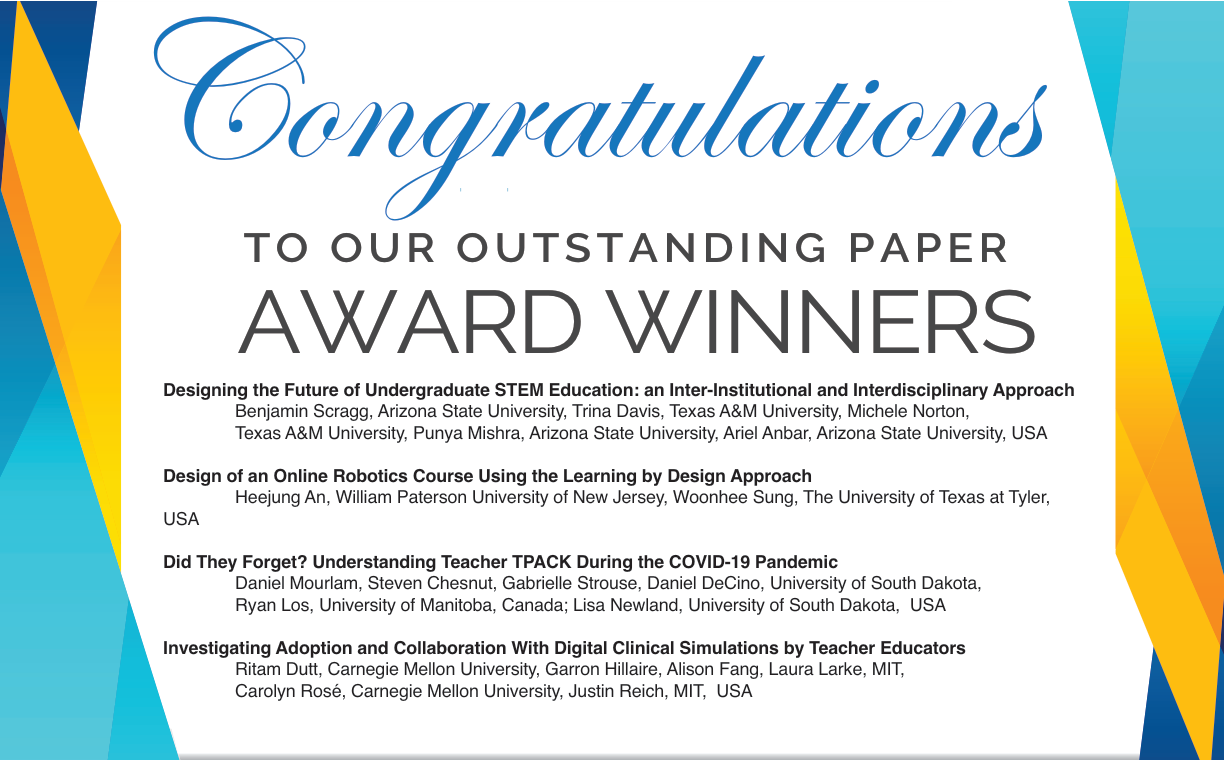 Congratulations
TO OUR OUTSTANDING PAPER
AWARD WINNERS
Designing the Future of Undergraduate STEM Education: an Inter-Institutional and Interdisciplinary Approach
Benjamin Scragg, Arizona State University, Trina Davis, Texas A&M University, Michele Norton,
Texas A&M University, Punya Mishra, Arizona State University, Ariel Anbar, Arizona State University, USA
Design of an Online Robotics Course Using the Learning by Design Approach
Heejung An, William Paterson University of New Jersey, Woonhee Sung, The University of Texas at Tyler,
USA
Did They Forget? Understanding Teacher TPACK During the COVID-19 Pandemic
Daniel Mourlam, Steven Chesnut, Gabrielle Strouse, Daniel DeCino, University of South Dakota,
Ryan Los, University of Manitoba, Canada; Lisa Newland, University of South Dakota,  USA
Investigating Adoption and Collaboration With Digital Clinical Simulations by Teacher Educators
Ritam Dutt, Carnegie Mellon University, Garron Hillaire, Alison Fang, Laura Larke, MIT,
Carolyn Rosé, Carnegie Mellon University, Justin Reich, MIT,  USA